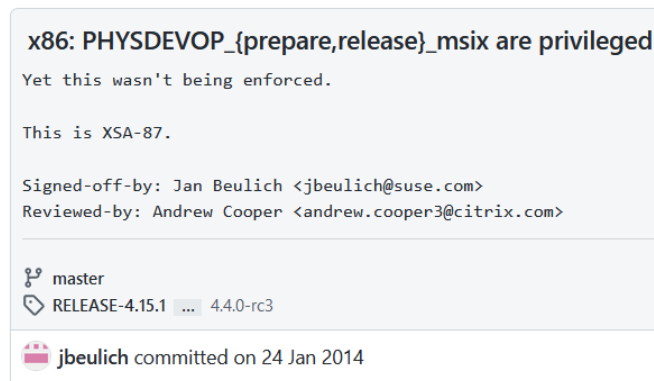 x86: PHYSDEVOP_{prepare,release}_msix are privileged
Yet this wasn't being enforced.
This is XSA-87.
Signed-off-by: Jan Beulich <jbeulich@suse.com>
Reviewed-by: Andrew Cooper <andrew.cooper3@citrix.com>
master
RELEASE-4.15.1 ... 4.4.0-rc3
jbeulich committed on 24 Jan 2014